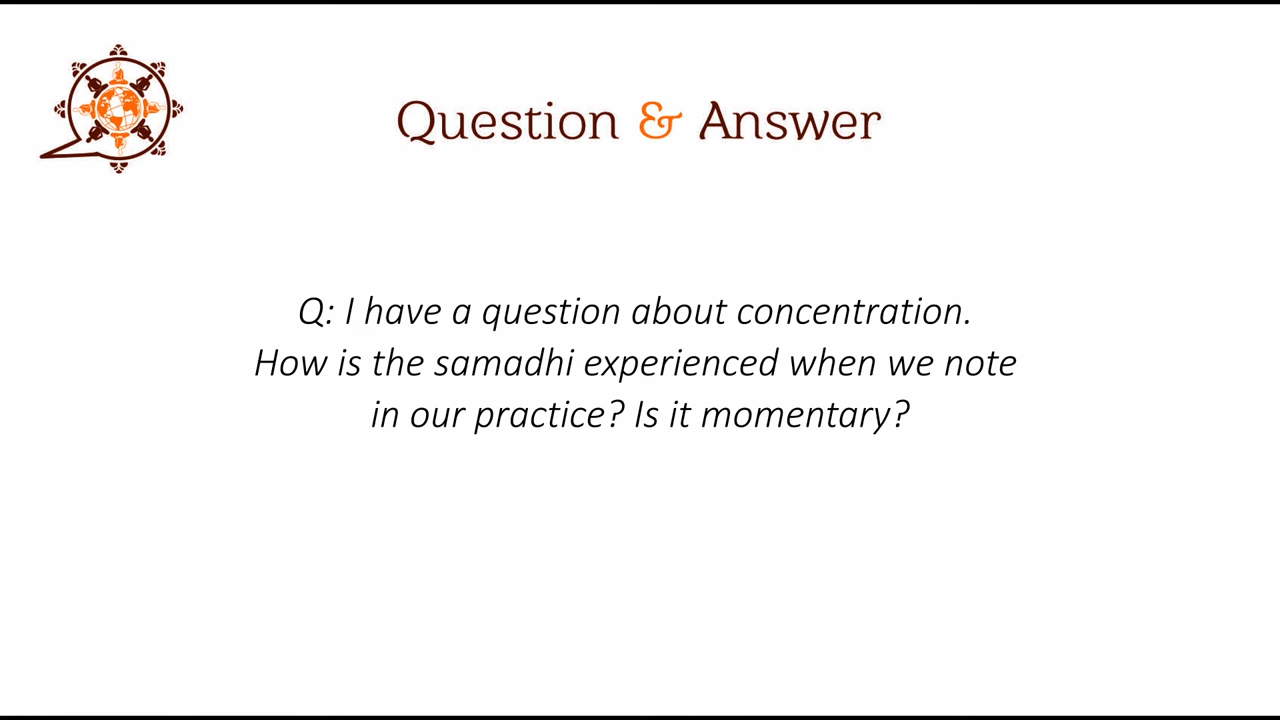 Question & Answer
Q: I have a question about concentration.
How is the samadhi experienced when we note
in our practice? Is it momentary?